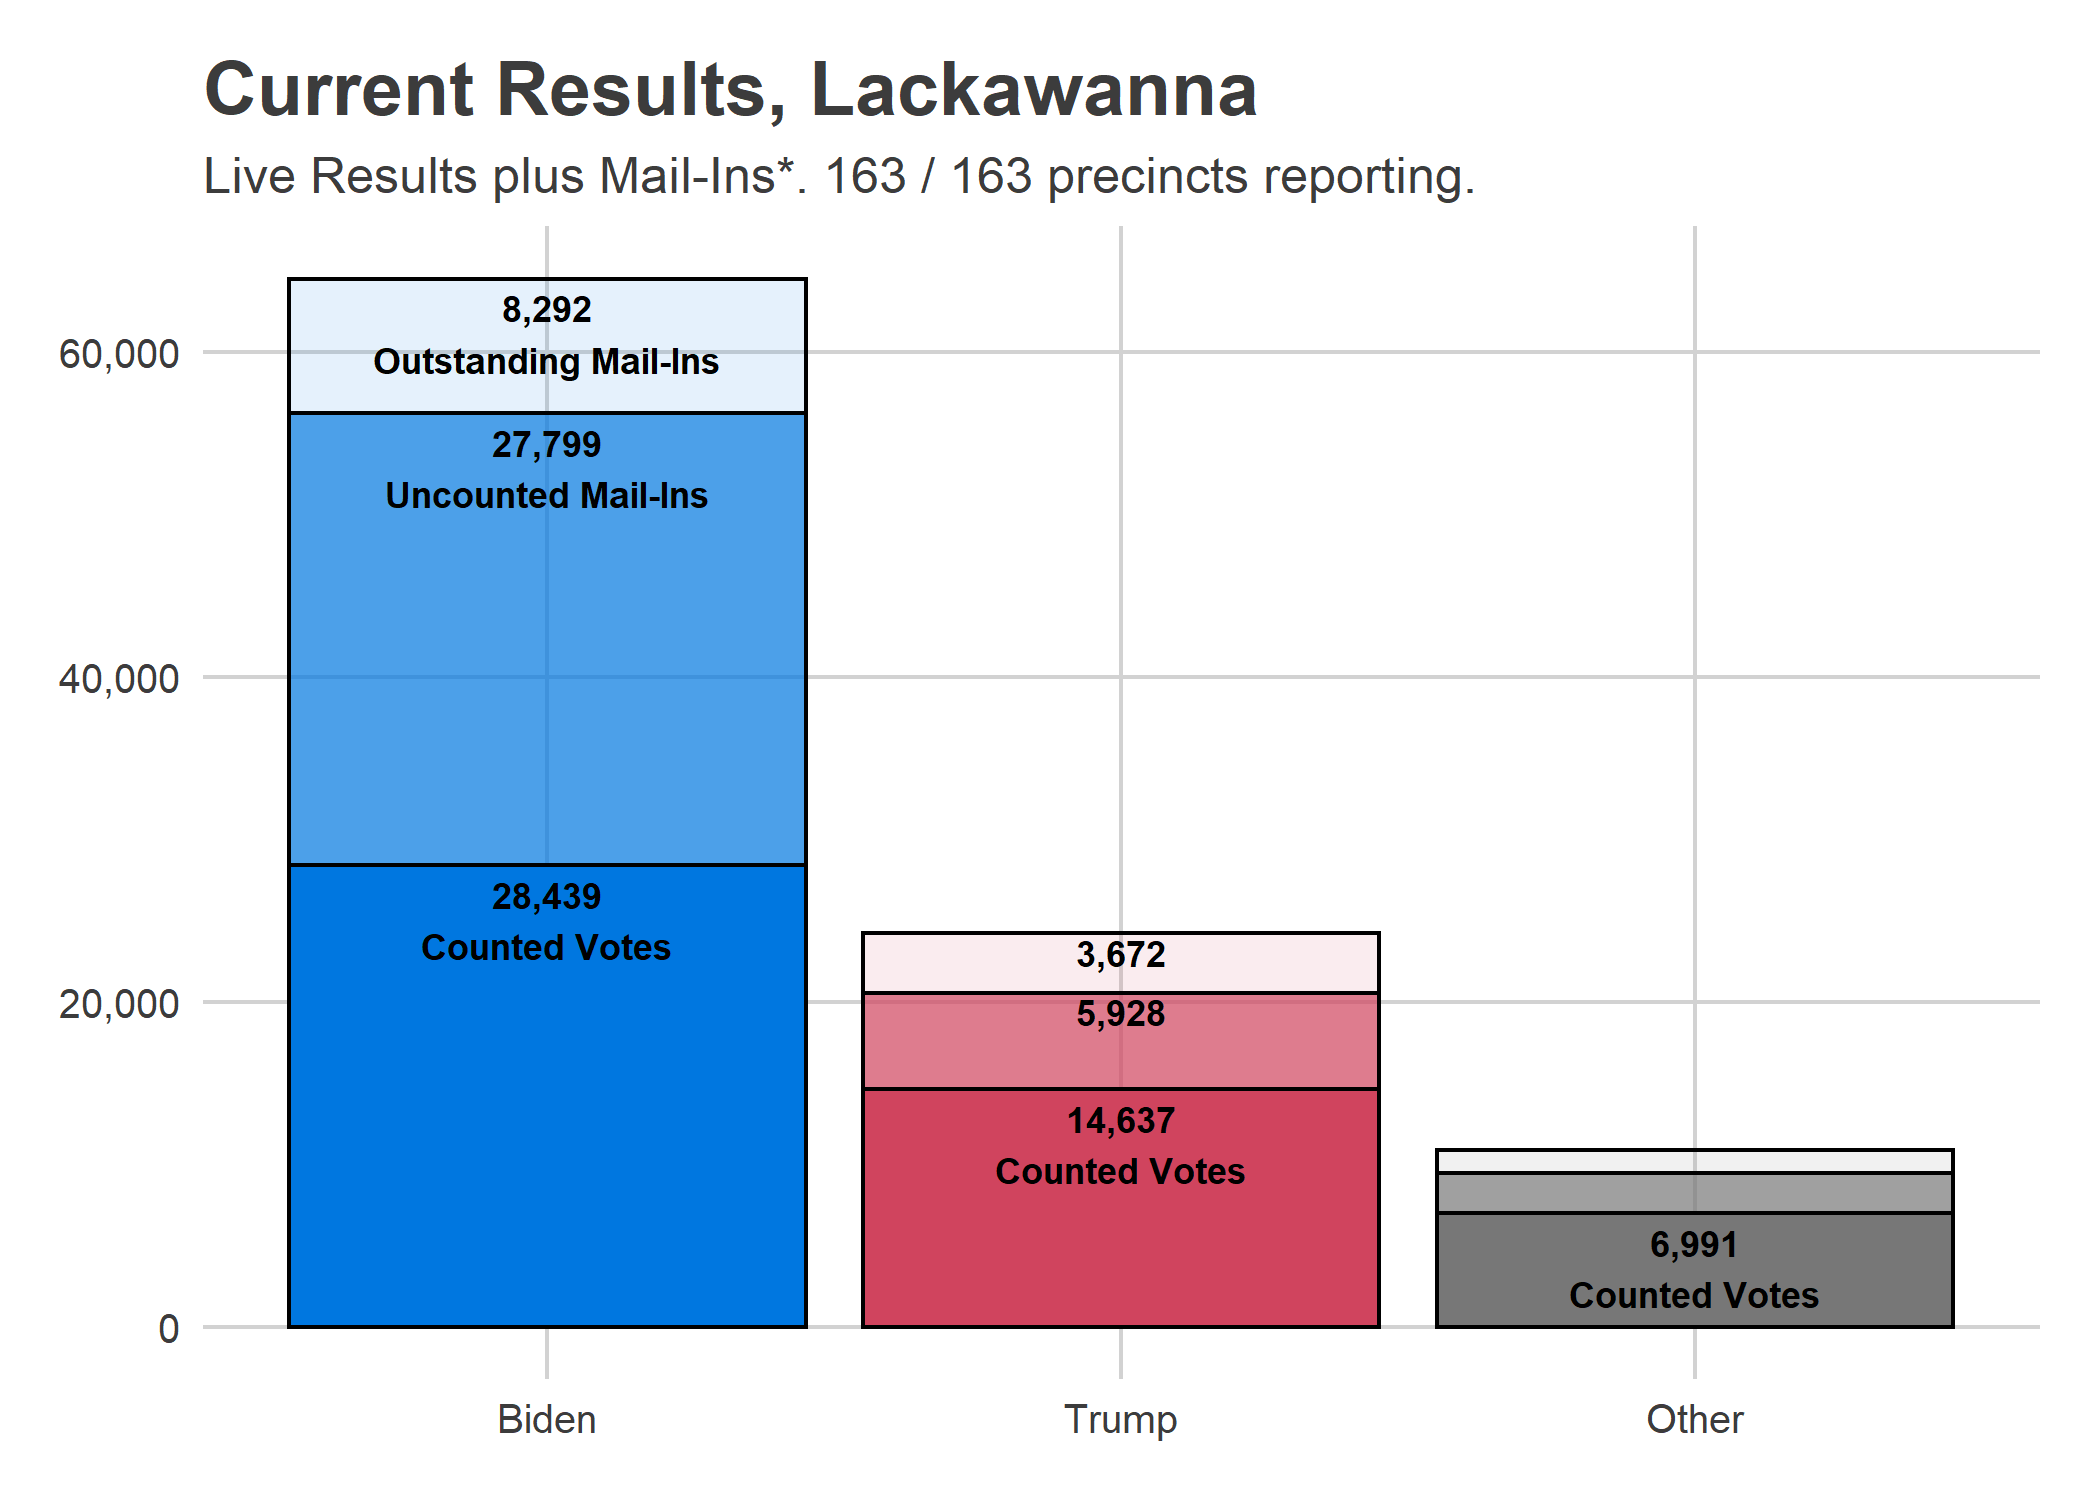 Current Results, Lackawanna
Live Results plus Mail-Ins*. 163 / 163 precincts reporting.
60,000
40,000
20,000
0
8,292
Outstanding Mail-Ins
27,799
Uncounted Mail-Ins
28,439
Counted Votes
3,672
5,928
14,637
Counted Votes
6,991
Counted Votes
Biden
Trump
Other